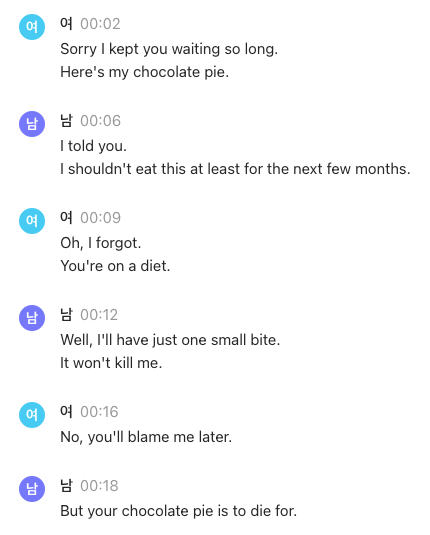 여
여 00:02
Sorry I kept you waiting so long.
Here's my chocolate pie.
남
남 00:06
I told you.
I shouldn't eat this at least for the next few months.
여
여 00:09
Oh, I forgot.
You're on a diet.
남
남 00:12
Well, I'll have just one small bite.
It won't kill me.
여
여 00:16
No, you'll blame me later.
남
남 00:18
But your chocolate pie is to die for.